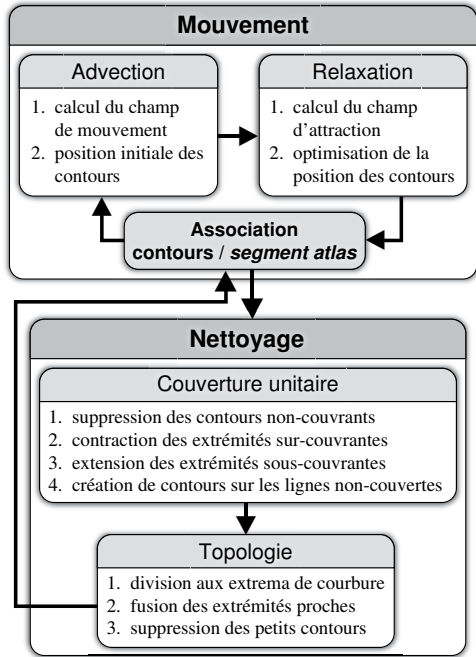 Mouvement
Advection
1. calcul du champ
de mouvement
2. position initiale des
contours
Relaxation
1. calcul du champ
d'attraction
2. optimisation de la
position des contours
Association
contours / segment atlas
Nettoyage
Couverture unitaire
1. suppression des contours non-couvrants
2. contraction des extrémités sur-couvrantes
3. extension des extrémités sous-couvrantes
4. création de contours sur les lignes non-couvertes
Topologie
1. division aux extrema de courbure
2. fusion des extrémités proches
3. suppression des petits contours